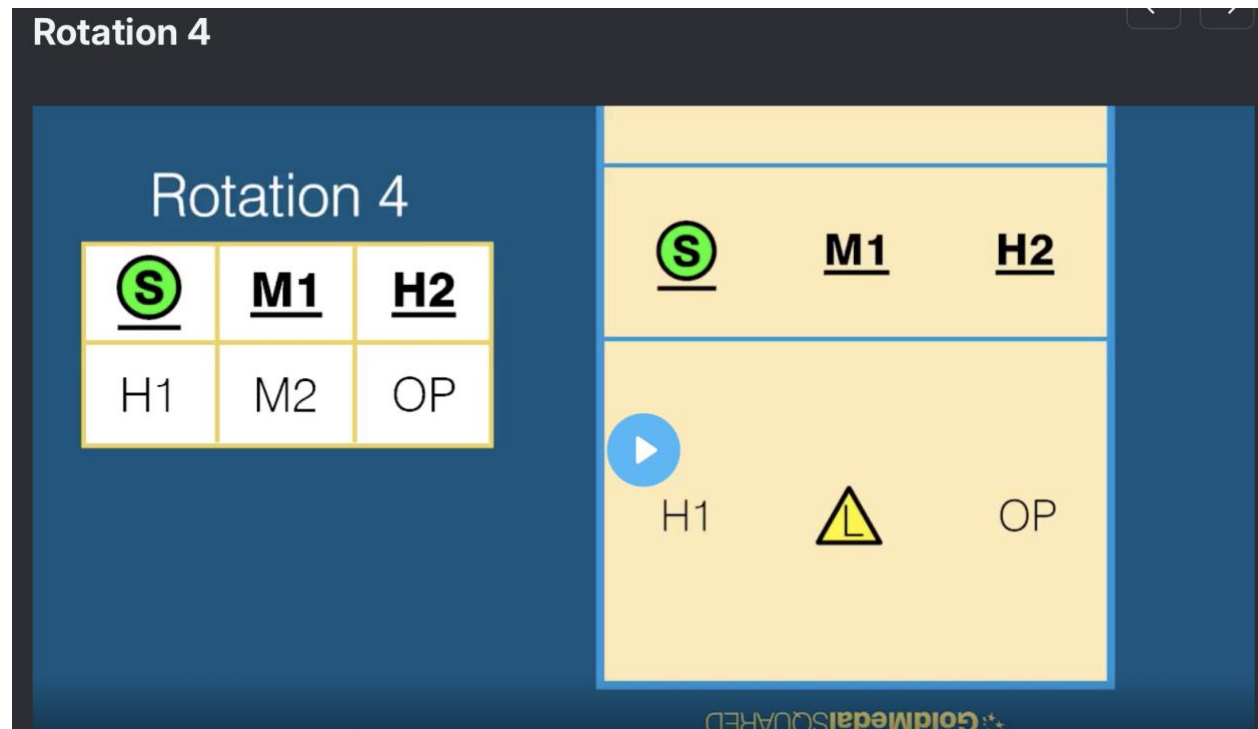 Rotation 4
Rotation 4
S M1 H2
H1 M2 OP
S M1 H2
H1 L OP
GoldMedalSQUARED